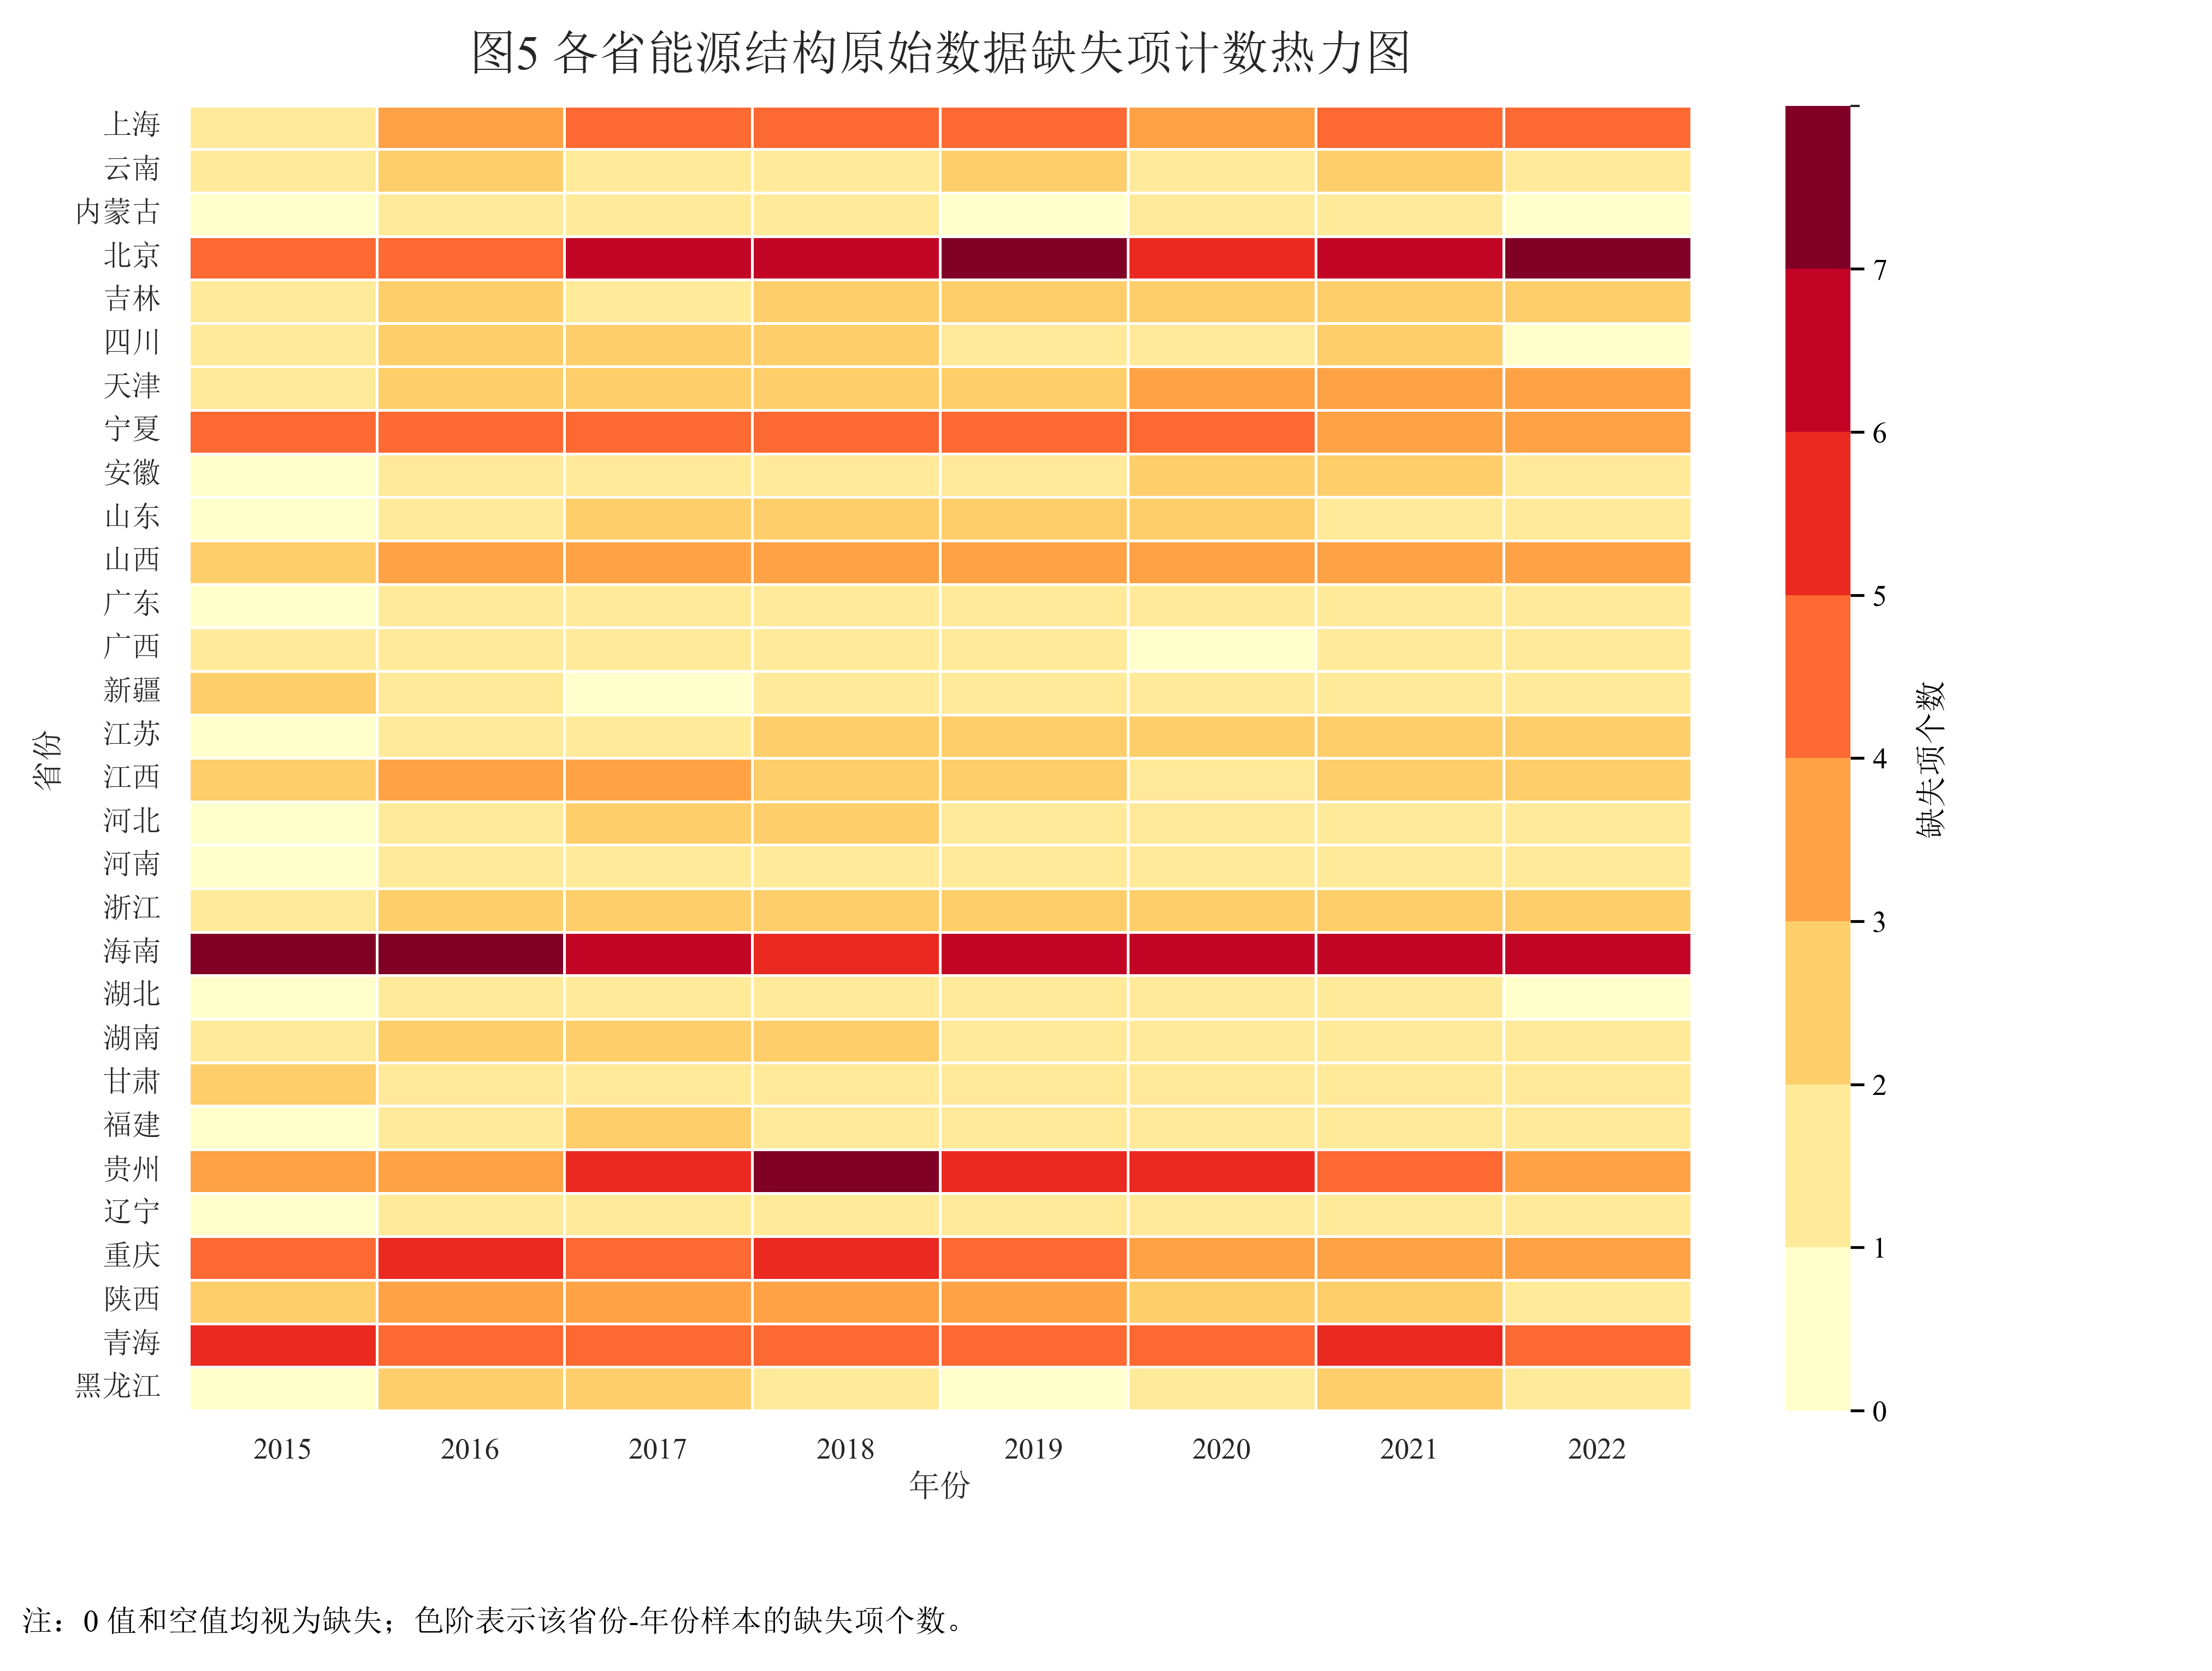 图5 各省能源结构原始数据缺失项计数热力图
上海
云南
内蒙古
北京
吉林
四川
天津
宁夏
安徽
山东
山西
广东
广西
新疆
江苏
江西
河北
河南
浙江
海南
湖北
湖南
甘肃
福建
贵州
辽宁
重庆
陕西
青海
黑龙江
省份
2015 2016 2017 2018 2019 2020 2021 2022
年份
7
6
5
4
3
2
1
0
缺失项个数
注：0 值和空值均视为缺失；色阶表示该省份-年份样本的缺失项个数。